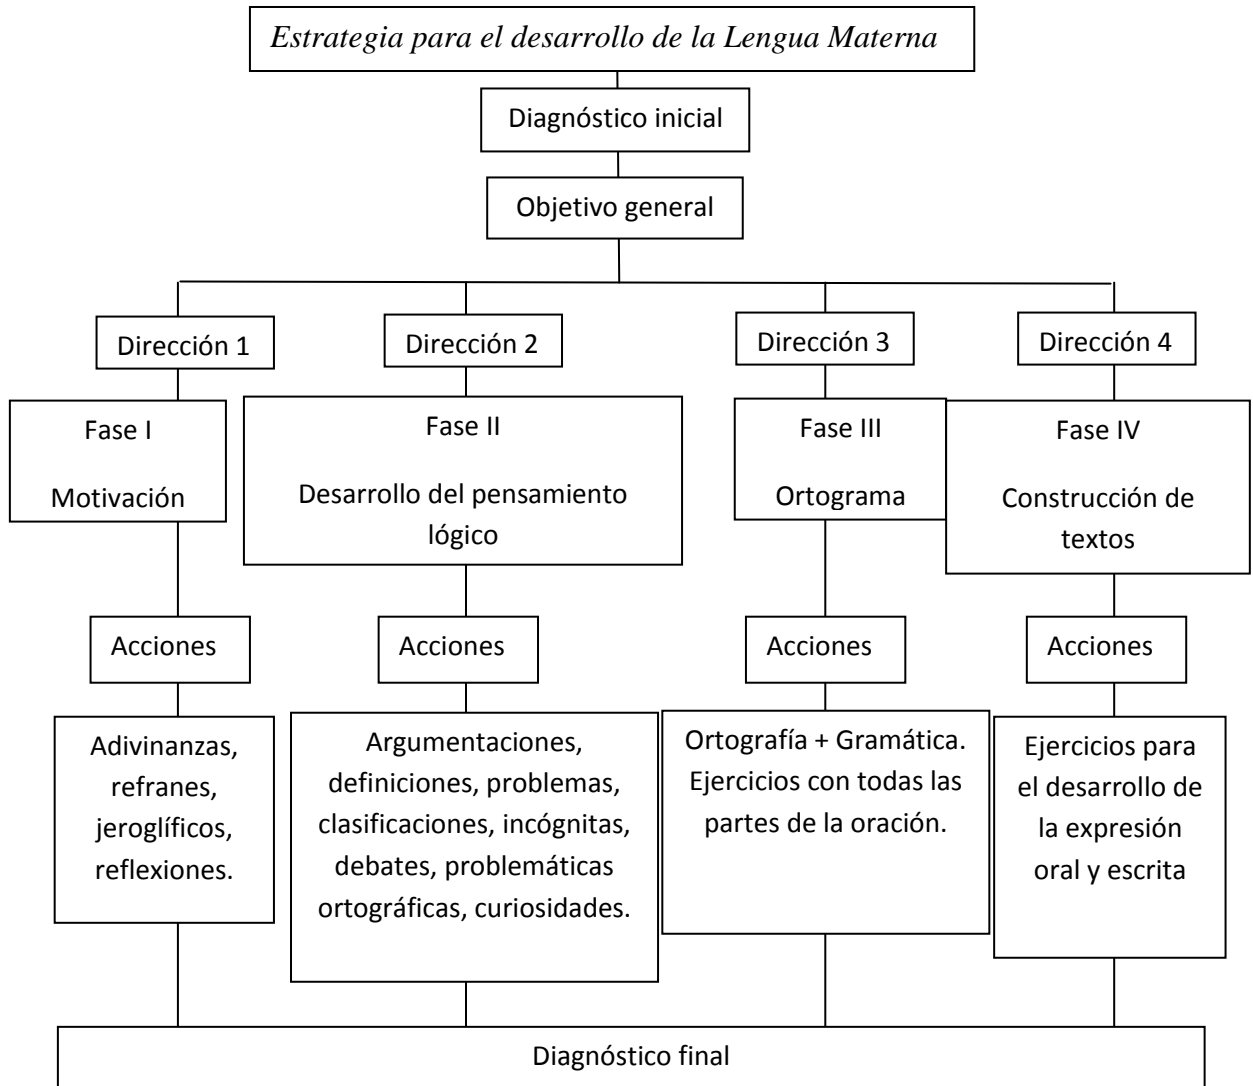 Estrategia para el desarrollo de la Lengua Materna
Diagnóstico inicial
Objetivo general
Dirección 1
Dirección 2
Dirección 3
Dirección 4
Fase I
Motivación
Fase II
Desarrollo del pensamiento
lógico
Fase III
Ortograma
Fase IV
Construcción de
textos
Acciones
Acciones
Acciones
Acciones
Adivinanzas,
refranes,
jeroglíficos,
reflexiones.
Argumentaciones,
definiciones, problemas,
clasificaciones, incógnitas,
debates, problemáticas
ortográficas, curiosidades.
Ortografía + Gramática.
Ejercicios con todas las
partes de la oración.
Ejercicios para
el desarrollo de
la expresión
oral y escrita
Diagnóstico final